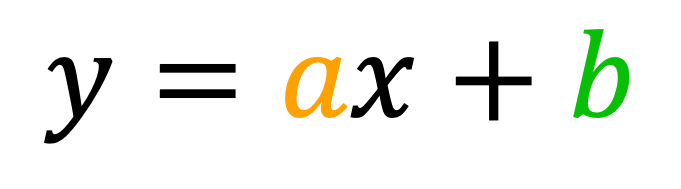 y = ax + b